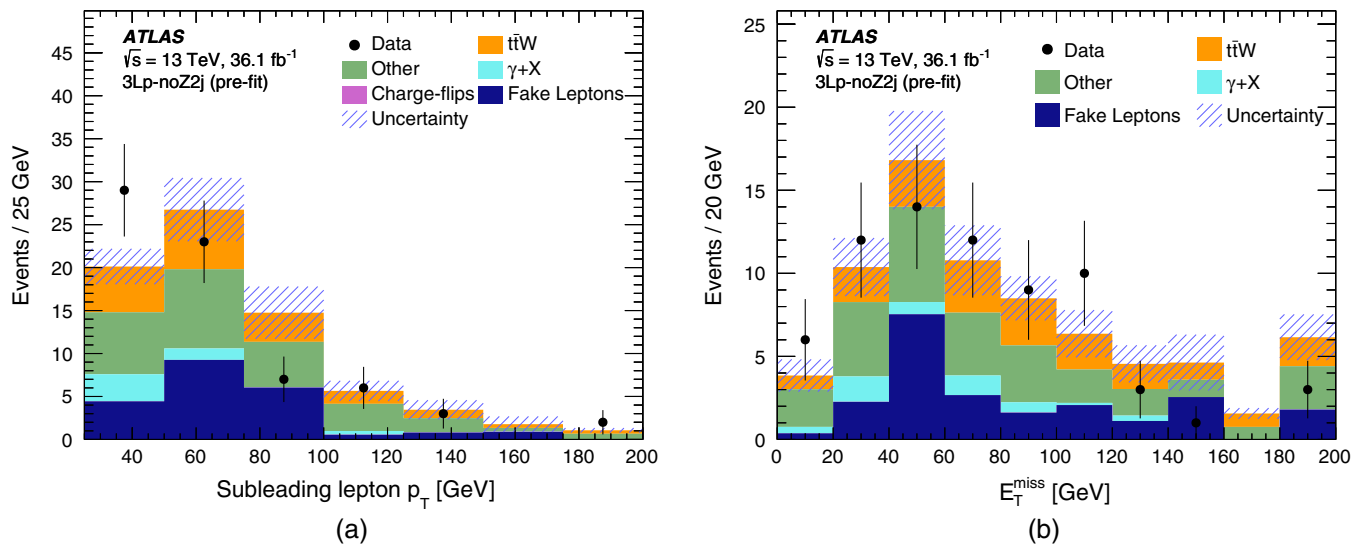 ATLAS
√s = 13 TeV, 36.1 fb⁻¹
3Lp-noZ2j (pre-fit)
Data
tt̄W
Other
γ+X
Charge-flips
Fake Leptons
Uncertainty
Events / 25 GeV
0 5 10 15 20 25 30 35 40 45
40 60 80 100 120 140 160 180 200
Subleading lepton p_T [GeV]
(a)
ATLAS
√s = 13 TeV, 36.1 fb⁻¹
3Lp-noZ2j (pre-fit)
Data
tt̄W
Other
γ+X
Fake Leptons
Uncertainty
Events / 20 GeV
0 5 10 15 20 25
0 20 40 60 80 100 120 140 160 180 200
E_T^miss [GeV]
(b)